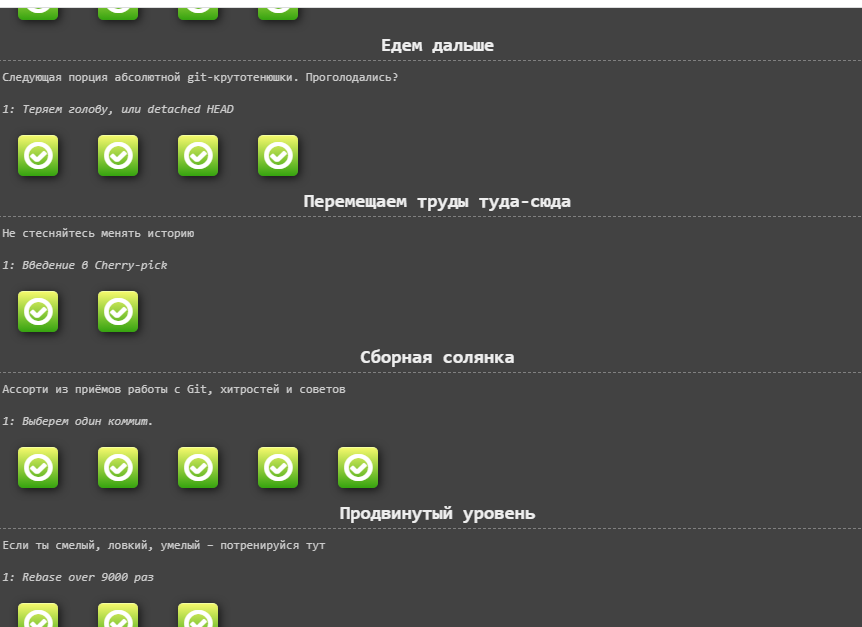 Едем дальше
Следующая порция абсолютной git-крутотенюшки. Проголодались?
1: Теряем голову, или detached HEAD
Перемещаем труды туда-сюда
Не стесняйтесь менять историю
1: Введение в Cherry-pick
Сборная солянка
Ассорти из приёмов работы с Git, хитростей и советов
1: Выберем один коммит.
Продвинутый уровень
Если ты смелый, ловкий, умелый – потренируйся тут
1: Rebase over 9000 раз